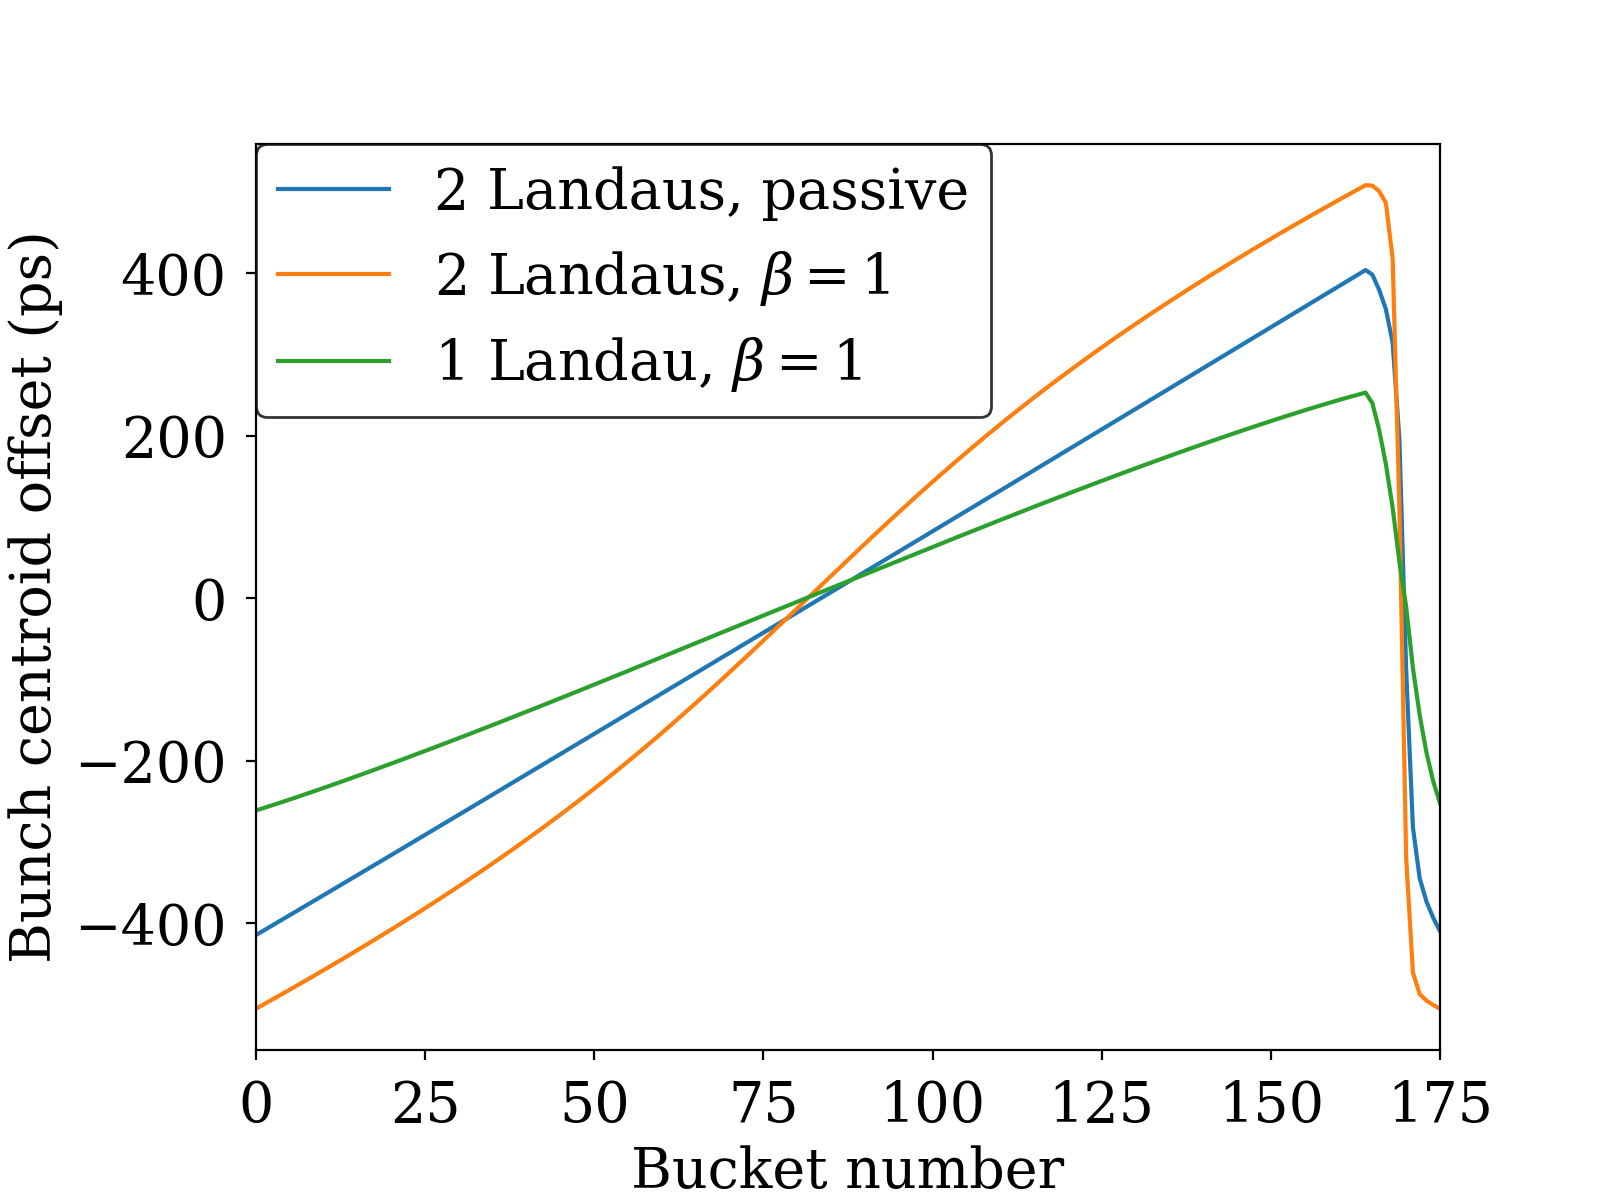 2 Landaus, passive
2 Landaus, β = 1
1 Landau, β = 1
Bunch centroid offset (ps)
400
200
0
−200
−400
0 25 50 75 100 125 150 175
Bucket number